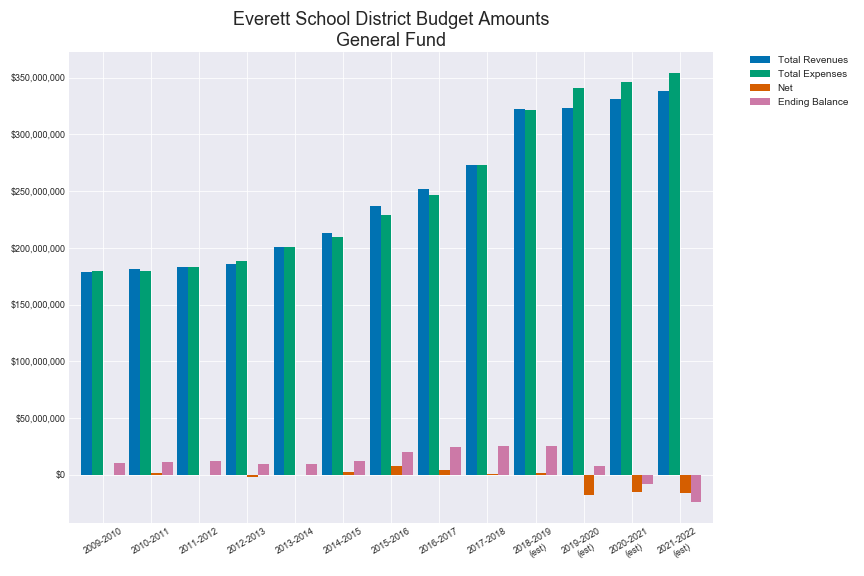 Everett School District Budget Amounts
General Fund
Total Revenues
Total Expenses
Net
Ending Balance
$350,000,000
$300,000,000
$250,000,000
$200,000,000
$150,000,000
$100,000,000
$50,000,000
$0
2009-2010
2010-2011
2011-2012
2012-2013
2013-2014
2014-2015
2015-2016
2016-2017
2017-2018
2018-2019
(est)
2019-2020
(est)
2020-2021
(est)
2021-2022
(est)